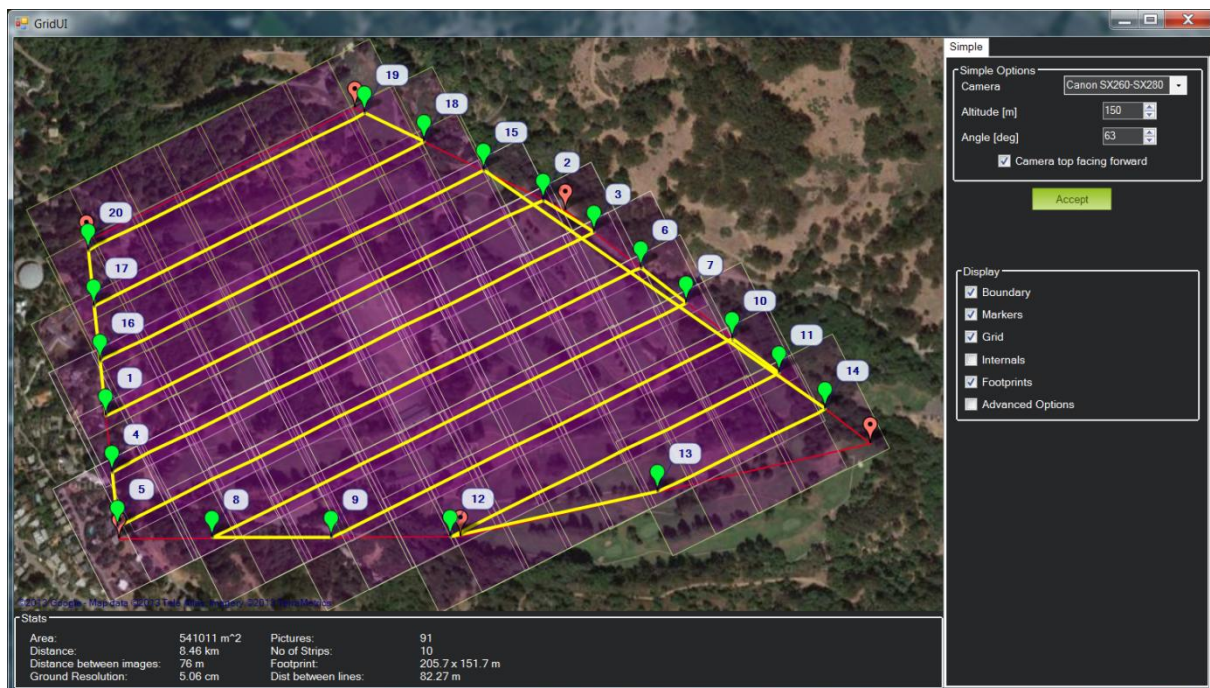 GridUI
19
18
15
2
20
3
6
17
7
10
16
11
1
14
4
13
5
8
9
12
Simple
Simple Options
Camera Canon SX260-SX280
Altitude [m] 150
Angle [deg] 63
Camera top facing forward
Accept
Display
Boundary
Markers
Grid
Internals
Footprints
Advanced Options
Stats
Area: 541011 m^2 Pictures: 91
Distance: 8.46 km No of Strips: 10
Distance between images: 76 m Footprint: 205.7 x 151.7 m
Ground Resolution: 5.06 cm Dist between lines: 82.27 m